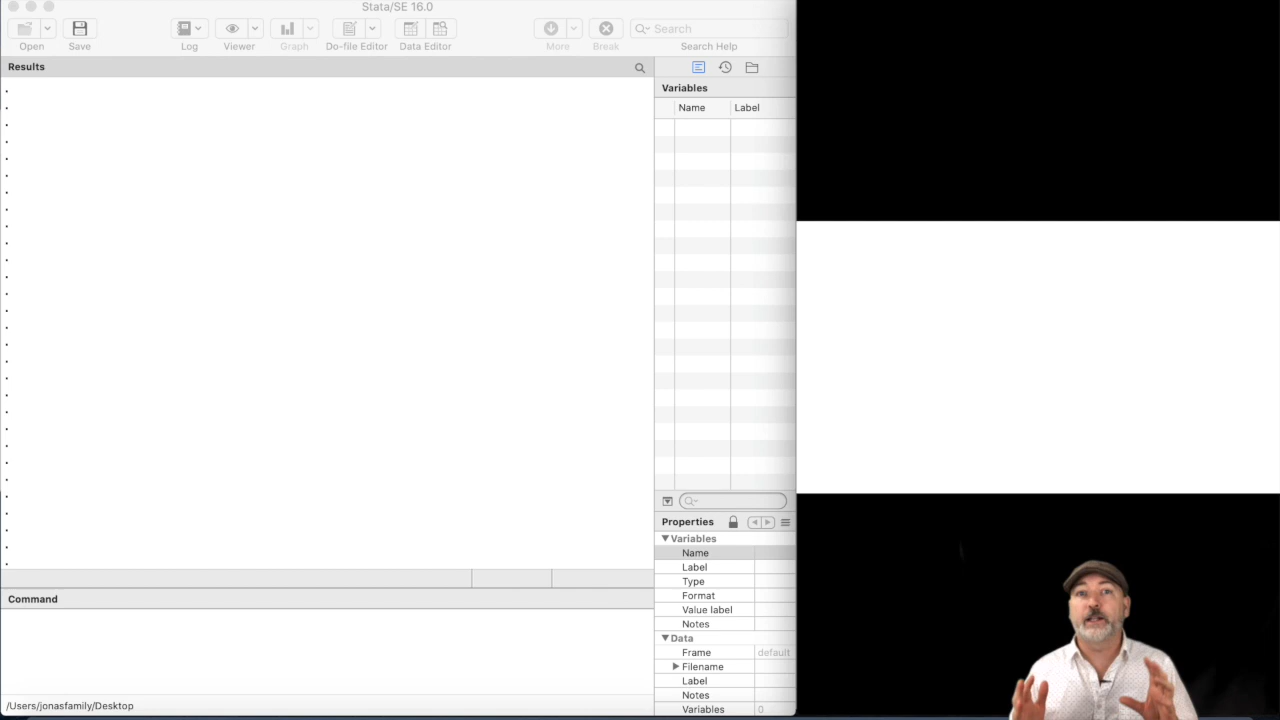 Stata/SE 16.0
Open
Save
Log
Viewer
Graph
Do-file Editor
Data Editor
More
Break
Search
Search Help
Results
Variables
Name
Label
Properties
Variables
Name
Label
Type
Format
Value label
Notes
Data
Frame default
Filename
Label
Notes
Variables 0
Command
/Users/jonasfamily/Desktop